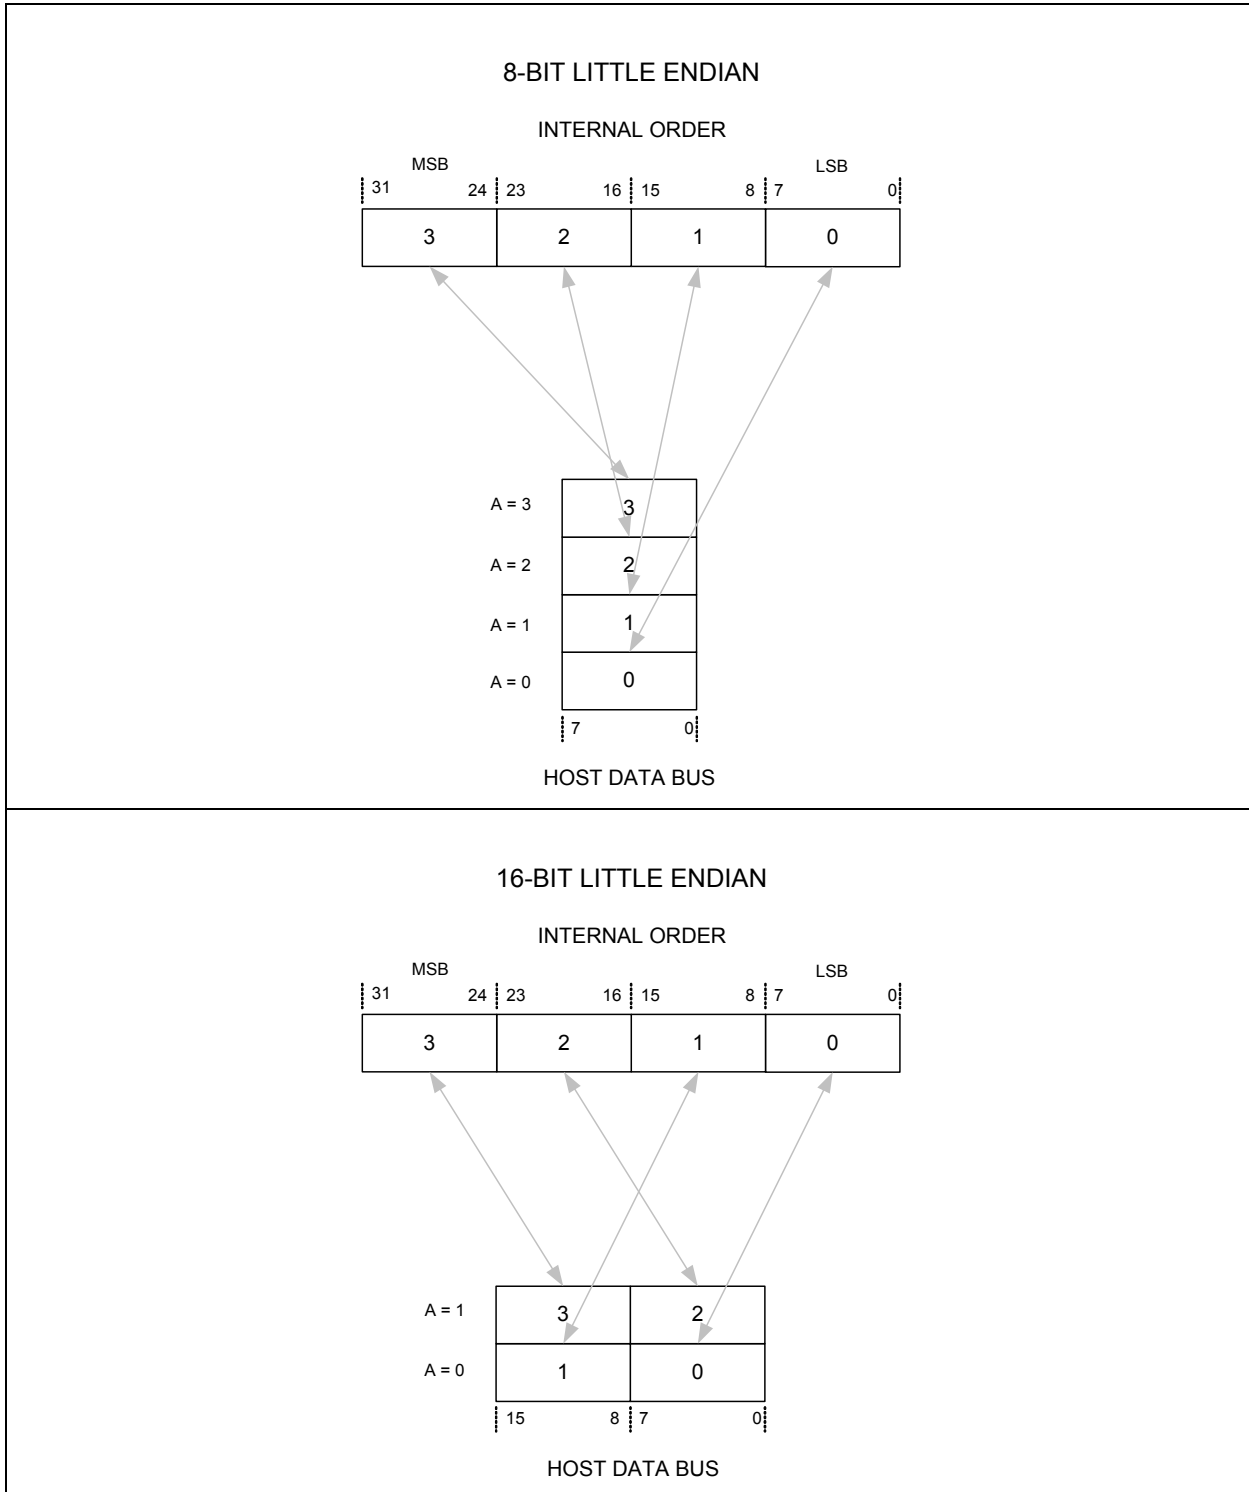 8-BIT LITTLE ENDIAN
INTERNAL ORDER
MSB LSB
31 24 23 16 15 8 7 0
3 2 1 0
A = 3 3
A = 2 2
A = 1 1
A = 0 0
7 0
HOST DATA BUS
16-BIT LITTLE ENDIAN
INTERNAL ORDER
MSB LSB
31 24 23 16 15 8 7 0
3 2 1 0
A = 1 3 2
A = 0 1 0
15 8 7 0
HOST DATA BUS